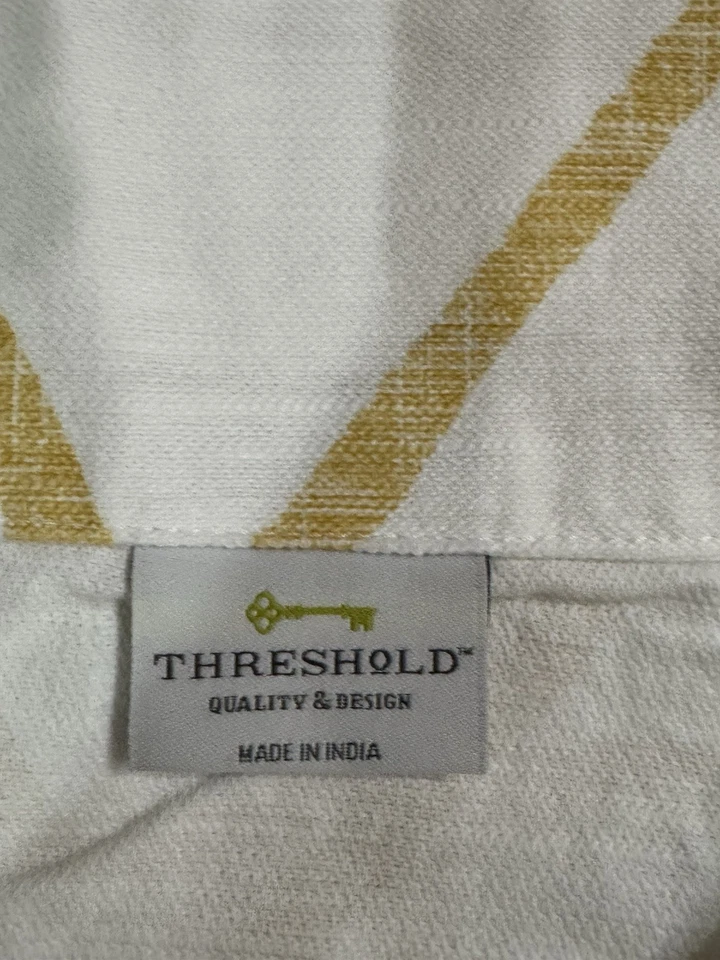 THRESHOLD™
QUALITY & DESIGN
MADE IN INDIA